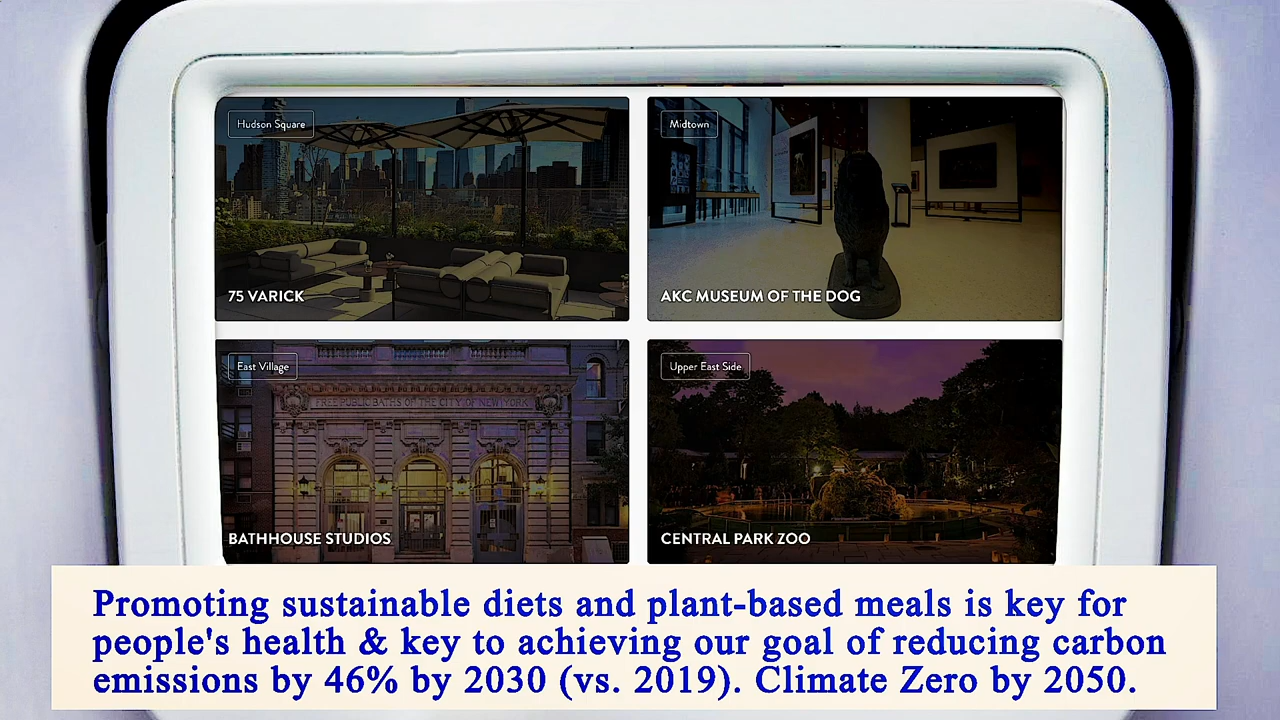 Hudson Square
75 VARICK
Midtown
AKC MUSEUM OF THE DOG
East Village
FREE PUBLIC BATHS OF THE CITY OF NEW YORK
BATHHOUSE STUDIOS
Upper East Side
CENTRAL PARK ZOO
Promoting sustainable diets and plant-based meals is key for
people's health & key to achieving our goal of reducing carbon
emissions by 46% by 2030 (vs. 2019). Climate Zero by 2050.